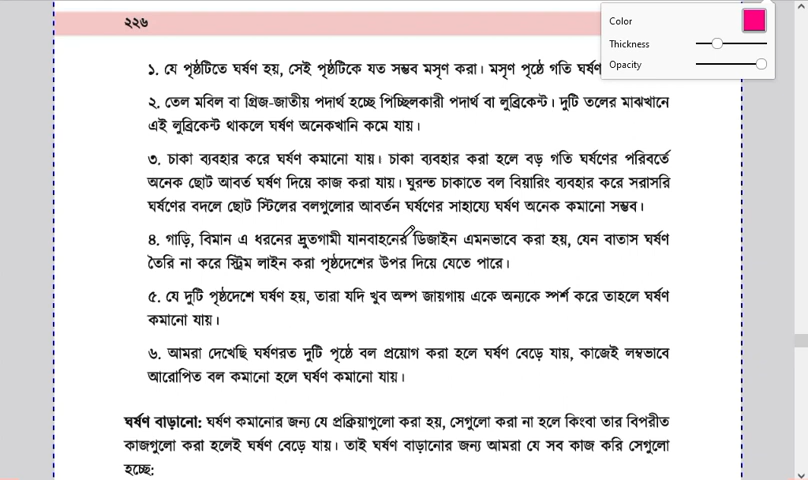 ২২৬
Color
Thickness
Opacity
১. যে পৃষ্ঠটিতে ঘর্ষণ হয়, সেই পৃষ্ঠটিকে যত সম্ভব মসৃণ করা। মসৃণ পৃষ্ঠে গতি ঘর্ষণ
২. তেল মবিল বা গ্রিজ-জাতীয় পদার্থ হচ্ছে পিচ্ছিলকারী পদার্থ বা লুব্রিকেন্ট। দুটি তলের মাঝখানে
এই লুব্রিকেন্ট থাকলে ঘর্ষণ অনেকখানি কমে যায়।
৩. চাকা ব্যবহার করে ঘর্ষণ কমানো যায়। চাকা ব্যবহার করা হলে বড় গতি ঘর্ষণের পরিবর্তে
অনেক ছোট আবর্ত ঘর্ষণ দিয়ে কাজ করা যায়। ঘুরন্ত চাকাতে বল বিয়ারিং ব্যবহার করে সরাসরি
ঘর্ষণের বদলে ছোট স্টিলের বলগুলোর আবর্তন ঘর্ষণের সাহায্যে ঘর্ষণ অনেক কমানো সম্ভব।
৪. গাড়ি, বিমান এ ধরনের দ্রুতগামী যানবাহনের ডিজাইন এমনভাবে করা হয়, যেন বাতাস ঘর্ষণ
তৈরি না করে স্ট্রিম লাইন করা পৃষ্ঠদেশের উপর দিয়ে যেতে পারে।
৫. যে দুটি পৃষ্ঠদেশে ঘর্ষণ হয়, তারা যদি খুব অল্প জায়গায় একে অন্যকে স্পর্শ করে তাহলে ঘর্ষণ
কমানো যায়।
৬. আমরা দেখেছি ঘর্ষণরত দুটি পৃষ্ঠে বল প্রয়োগ করা হলে ঘর্ষণ বেড়ে যায়, কাজেই লম্বভাবে
আরোপিত বল কমানো হলে ঘর্ষণ কমানো যায়।
ঘর্ষণ বাড়ানো: ঘর্ষণ কমানোর জন্য যে প্রক্রিয়াগুলো করা হয়, সেগুলো করা না হলে কিংবা তার বিপরীত
কাজগুলো করা হলেই ঘর্ষণ বেড়ে যায়। তাই ঘর্ষণ বাড়ানোর জন্য আমরা যে সব কাজ করি সেগুলো
হচ্ছে: